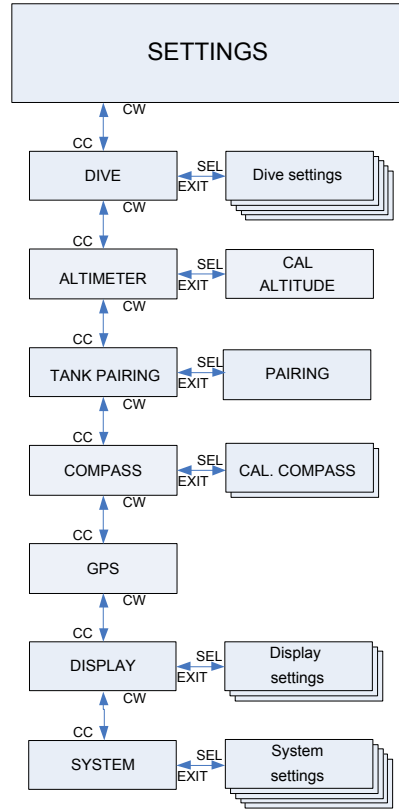 SETTINGS
CW
CC
DIVE
SEL
EXIT
Dive settings
CW
CC
ALTIMETER
SEL
EXIT
CAL
ALTITUDE
CW
CC
TANK PAIRING
SEL
EXIT
PAIRING
CW
CC
COMPASS
SEL
EXIT
CAL. COMPASS
CW
CC
GPS
CW
CC
DISPLAY
SEL
EXIT
Display
settings
CW
CC
SYSTEM
SEL
EXIT
System
settings